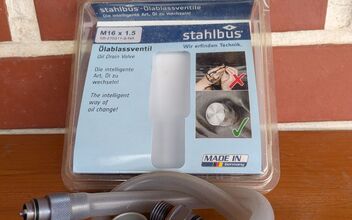 stahlbus®-Ölablassventile
Die intelligente Art, Öl zu wechseln!
M16 x 1.5
stahlbus®
Wir erfinden Technik.
Ölablassventil
Oil Drain Valve
Die intelligente
Art, Öl zu
wechseln!
The intelligent
way of
oil change!
MADE IN
Germany